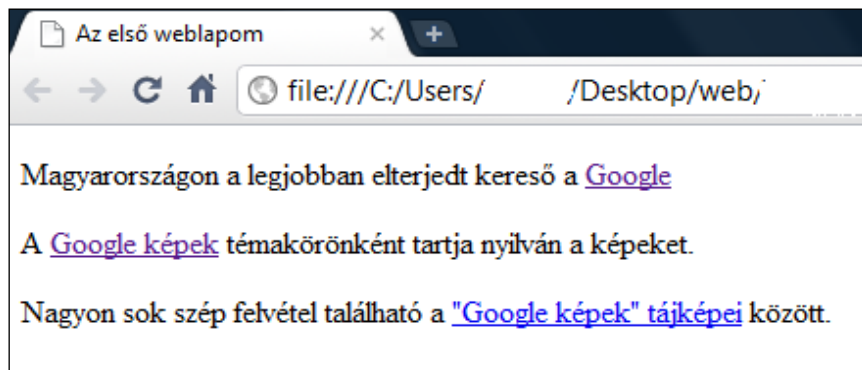 Az első weblapom
file:///C:/Users/ /Desktop/web/
Magyarországon a legjobban elterjedt kereső a Google
A Google képek témakörönként tartja nyilván a képeket.
Nagyon sok szép felvétel található a "Google képek" tájképei között.